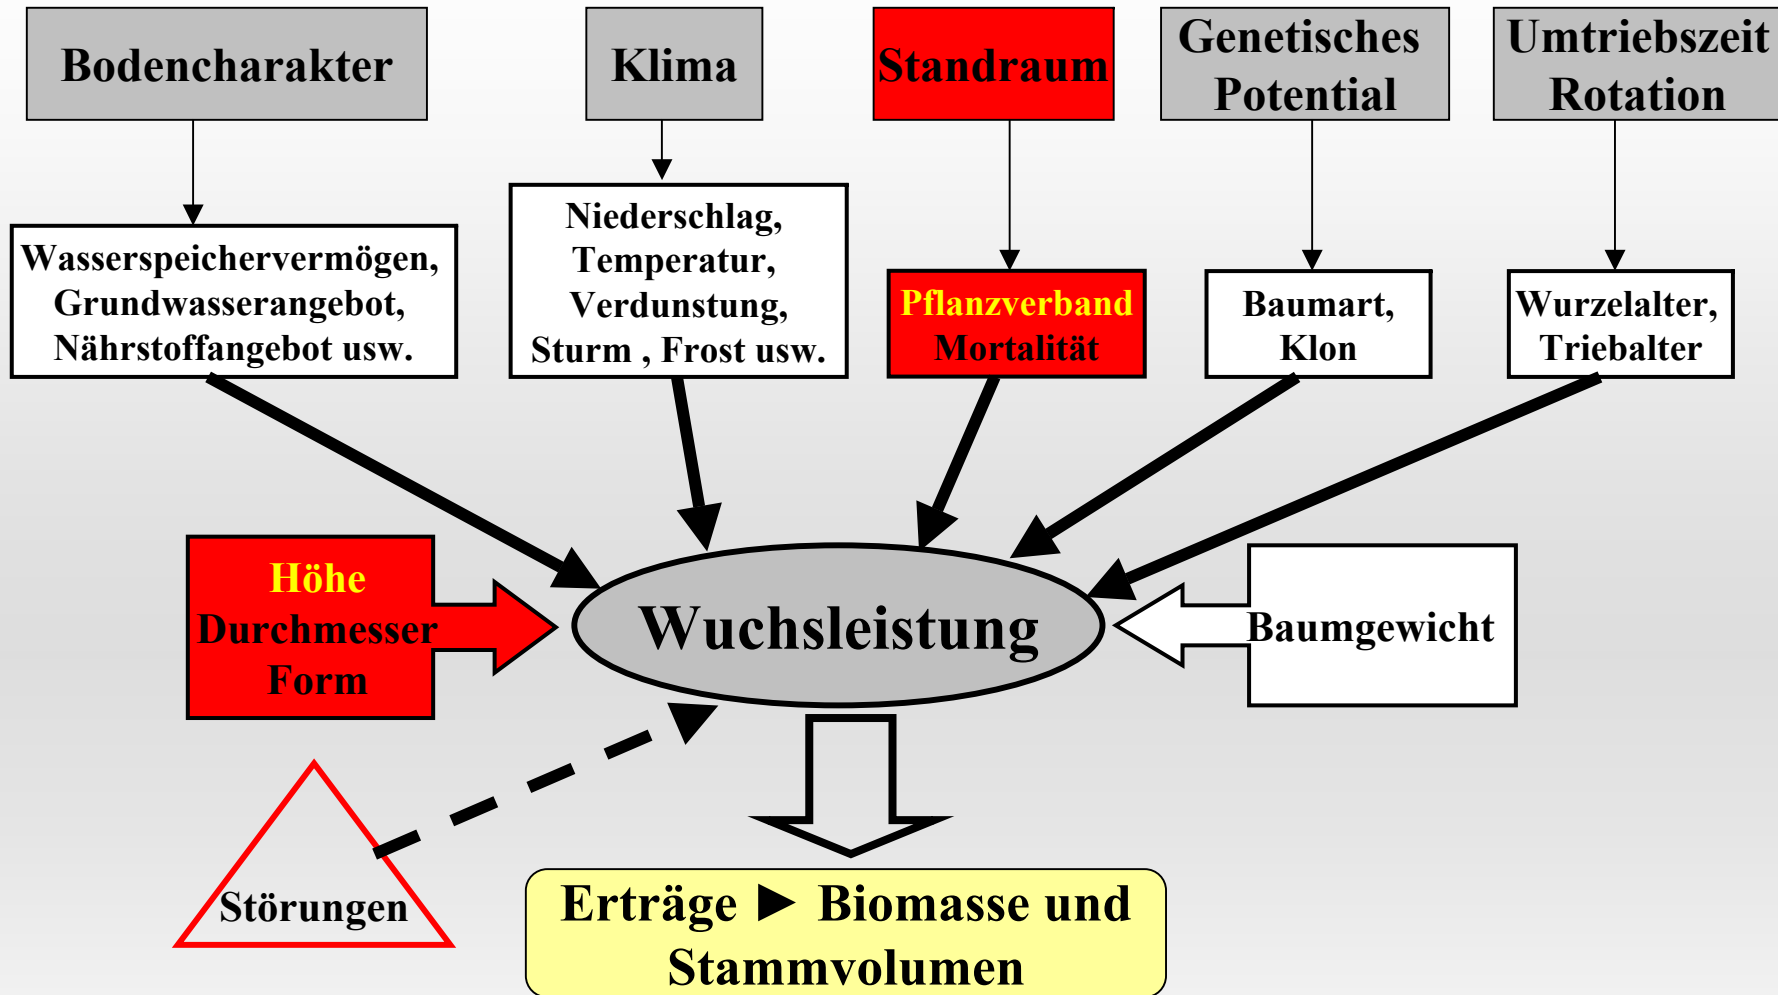 Bodencharakter
Klima
Standraum
Genetisches
Potential
Umtriebszeit
Rotation
Wasserspeichervermögen,
Grundwasserangebot,
Nährstoffangebot usw.
Niederschlag,
Temperatur,
Verdunstung,
Sturm , Frost usw.
Pflanzverband
Mortalität
Baumart,
Klon
Wurzelalter,
Triebalter
Höhe
Durchmesser
Form
Wuchsleistung
Baumgewicht
Störungen
Erträge ► Biomasse und
Stammvolumen